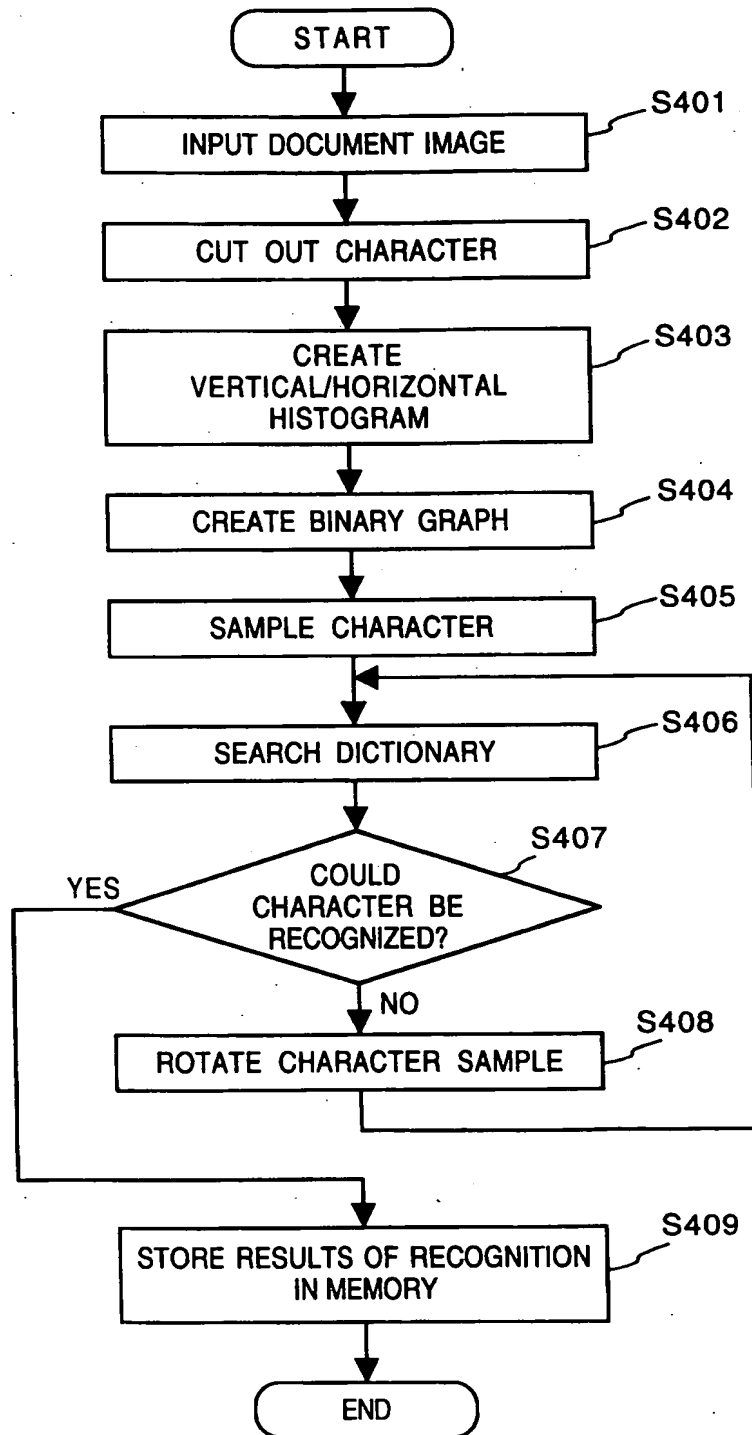 START
S401
INPUT DOCUMENT IMAGE
S402
CUT OUT CHARACTER
S403
CREATE
VERTICAL/HORIZONTAL
HISTOGRAM
S404
CREATE BINARY GRAPH
S405
SAMPLE CHARACTER
S406
SEARCH DICTIONARY
S407
YES
COULD
CHARACTER BE
RECOGNIZED?
NO
S408
ROTATE CHARACTER SAMPLE
S409
STORE RESULTS OF RECOGNITION
IN MEMORY
END